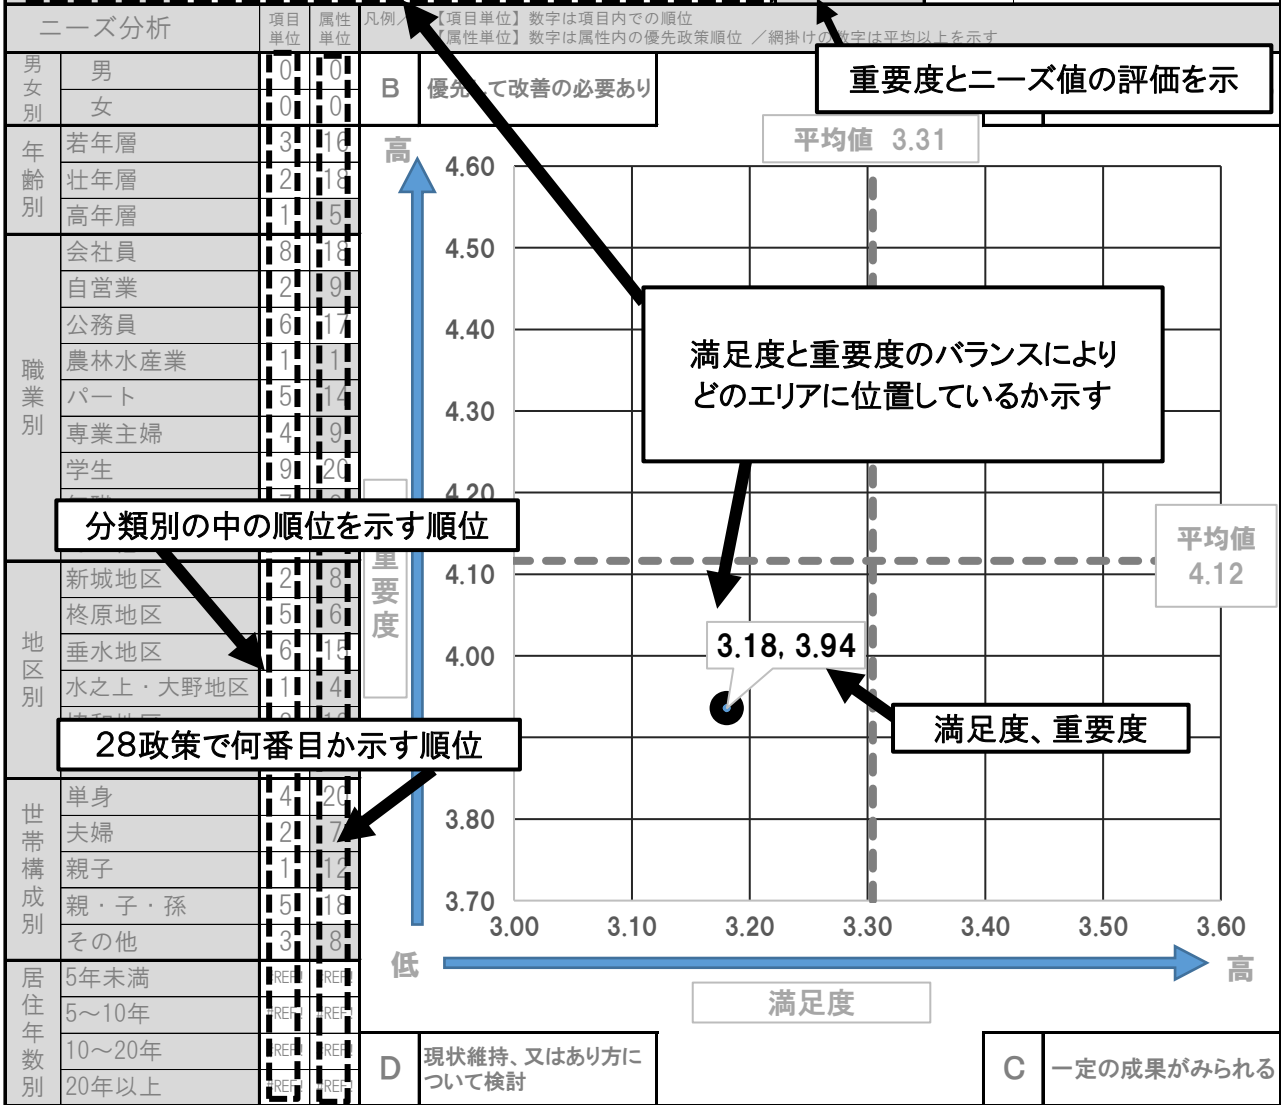 ニーズ分析
項目単位
属性単位
凡例／
【項目単位】数字は項目内での順位
【属性単位】数字は属性内の優先政策順位 ／網掛けの数字は平均以上を示す
重要度とニーズ値の評価を示
男女別
男 0 0
女 0 0
B 優先 て改善の必要あり
年齢別
若年層 3 16
壮年層 2 18
高年層 1 5
職業別
会社員 8 18
自営業 2 9
公務員 6 17
農林水産業 1 1
パート 5 14
専業主婦 4 9
学生 9 20
分類別の中の順位を示す順位
地区別
新城地区 2 8
柊原地区 5 6
垂水地区 6 15
水之上・大野地区 1 4
28政策で何番目か示す順位
世帯構成別
単身 4 20
夫婦 2 7
親子 1 12
親・子・孫 5 18
その他 3 8
居住年数別
5年未満 #REF! #REF!
5～10年 #REF! #REF!
10～20年 #REF! #REF!
20年以上 #REF! #REF!
平均値 3.31
高
4.60
4.50
4.40
4.30
4.20
4.10
4.00
3.80
3.70
重要度
満足度と重要度のバランスにより
どのエリアに位置しているか示す
平均値
4.12
3.18, 3.94
満足度、重要度
3.00 3.10 3.20 3.30 3.40 3.50 3.60
低
高
満足度
D 現状維持、又はあり方に
ついて検討
C 一定の成果がみられる